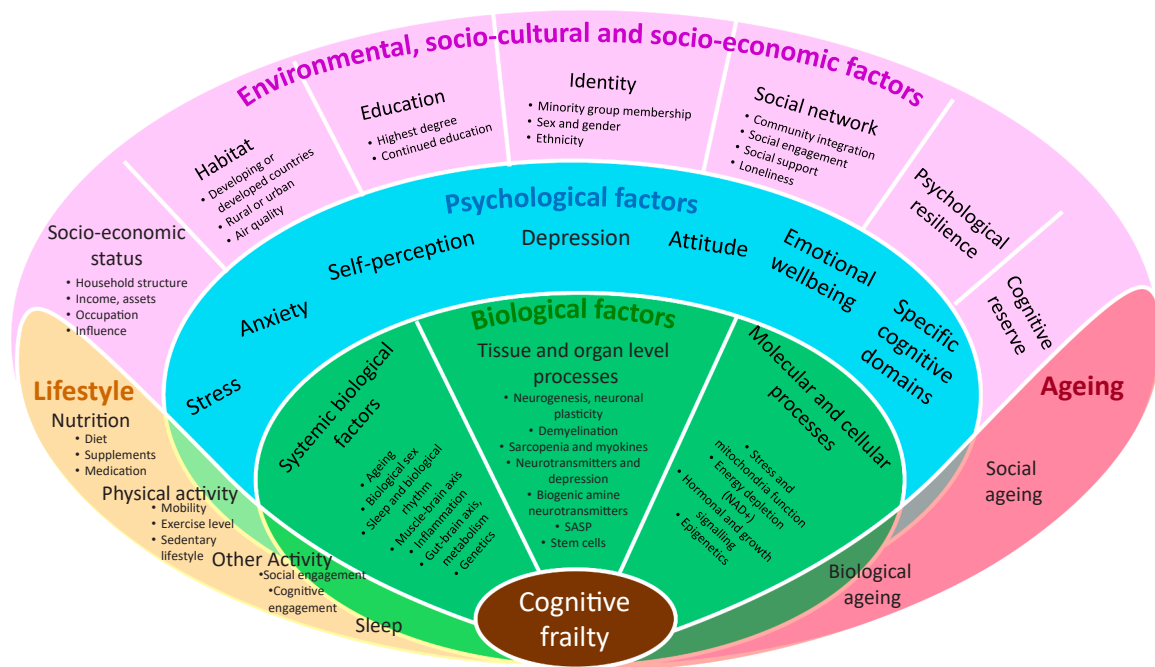 Environmental, socio-cultural and socio-economic factors
Socio-economic
status
• Household structure
• Income, assets
• Occupation
• Influence
Habitat
• Developing or
developed countries
• Rural or urban
• Air quality
Education
• Highest degree
• Continued education
Identity
• Minority group membership
• Sex and gender
• Ethnicity
Social network
• Community integration
• Social engagement
• Social support
• Loneliness
Psychological
resilience
Cognitive
reserve
Psychological factors
Stress
Anxiety
Self-perception
Depression
Attitude
Emotional
wellbeing
Specific
cognitive
domains
Biological factors
Systemic biological
factors
• Ageing
• Biological sex
• Sleep and biological
rhythm
• Muscle-brain axis
• Inflammation
• Gut-brain axis,
metabolism
• Genetics
Tissue and organ level
processes
• Neurogenesis, neuronal
plasticity
• Demyelination
• Sarcopenia and myokines
• Neurotransmitters and
depression
• Biogenic amine
neurotransmitters
• SASP
• Stem cells
Molecular and cellular
processes
• Stress and
mitochondria function
• Energy depletion
(NAD+)
• Hormonal and growth
signalling
• Epigenetics
Lifestyle
Nutrition
• Diet
• Supplements
• Medication
Physical activity
• Mobility
• Exercise level
• Sedentary
lifestyle
Other Activity
•Social engagement
•Cognitive
engagement
Sleep
Ageing
Social
ageing
Biological
ageing
Cognitive
frailty